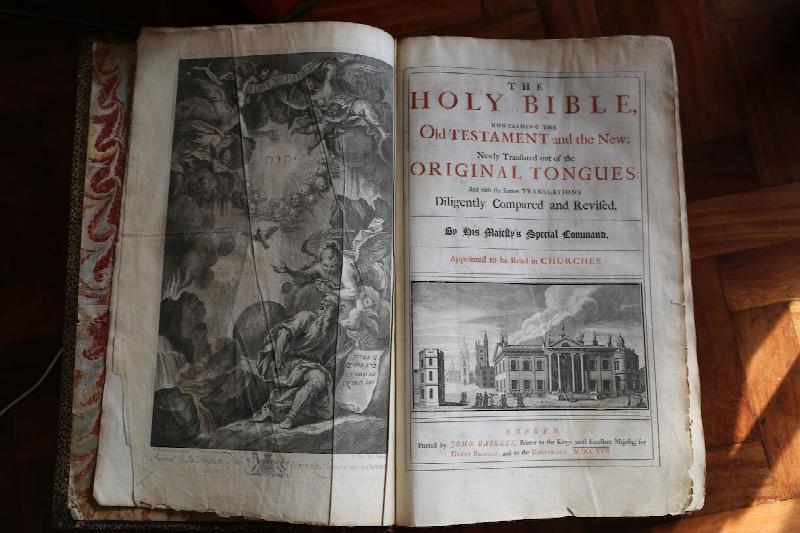 יהוה
THE
HOLY BIBLE,
CONTAINING THE
Old TESTAMENT and the New:
Newly Tranſlated out of the
ORIGINAL TONGUES:
And with the former TRANSLATIONS
Diligently Compared and Reviſed.
By His Majeſty's Special Command.
Appointed to be Read in CHURCHES.
OXFORD,
Printed by JOHN BASKETT, Printer to the King's moſt Excellent Majeſty, for
GREAT BRITAIN; and to the UNIVERSITY. MDCCXVII.